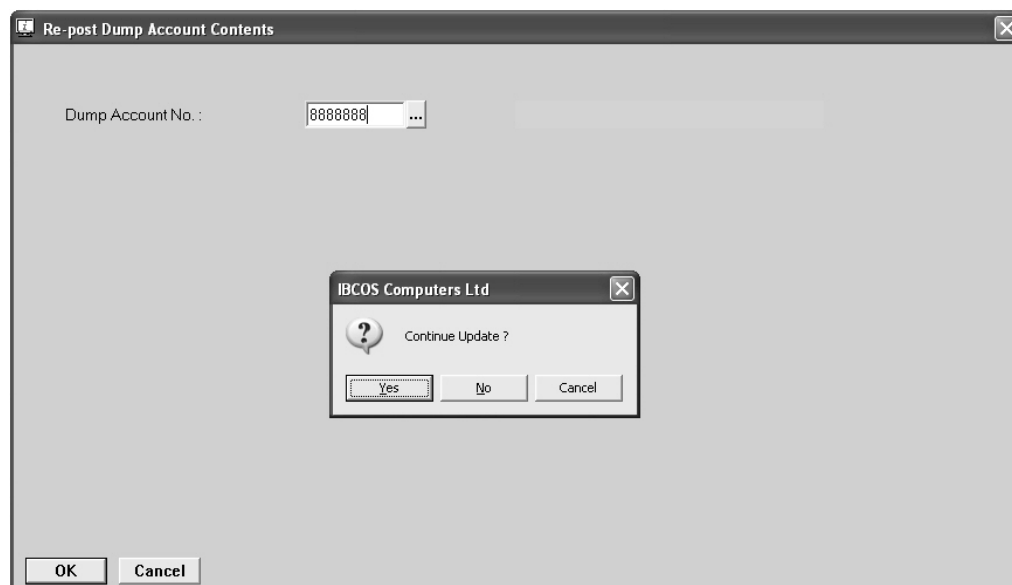 Re-post Dump Account Contents
Dump Account No. : 8888888 ...
IBCOS Computers Ltd
Continue Update ?
Yes No Cancel
OK Cancel